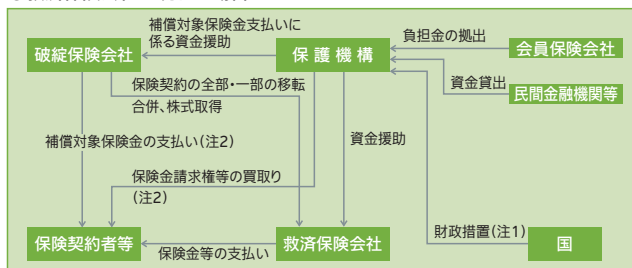 補償対象保険金支払いに
係る資金援助
負担金の拠出
破綻保険会社
保護機構
会員保険会社
保険契約の全部・一部の移転
合併、株式取得
資金貸出
民間金融機関等
補償対象保険金の支払い(注2)
資金援助
保険金請求権等の買取り
(注2)
財政措置(注1)
保険契約者等
保険金等の支払い
救済保険会社
国